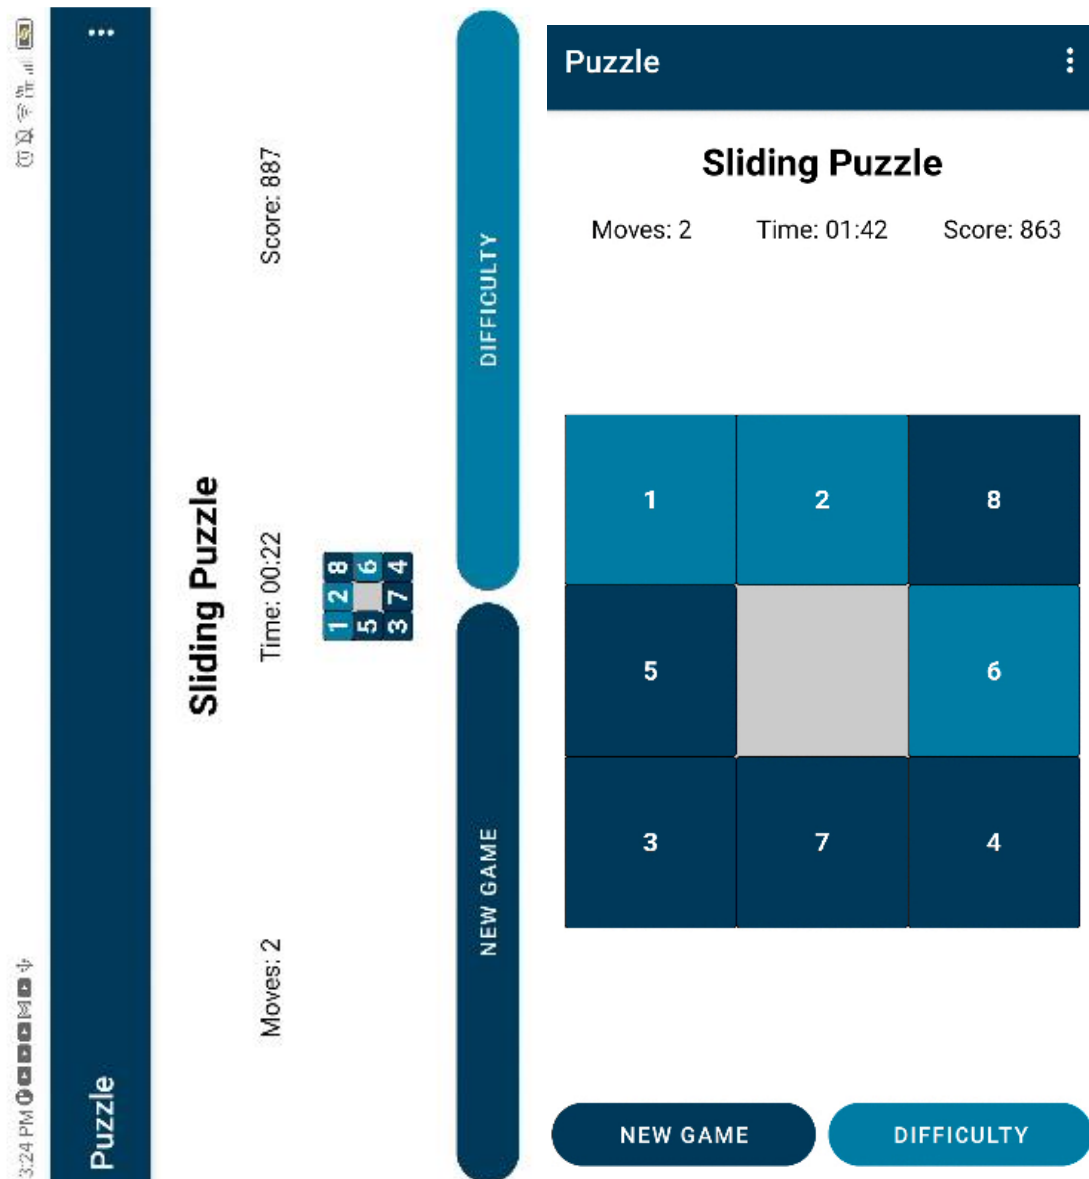 3:24 PM
Puzzle
Sliding Puzzle
Moves: 2 Time: 00:22 Score: 887
1 2 8
5 6
3 7 4
NEW GAME DIFFICULTY
Puzzle
Sliding Puzzle
Moves: 2 Time: 01:42 Score: 863
1 2 8
5 6
3 7 4
NEW GAME DIFFICULTY